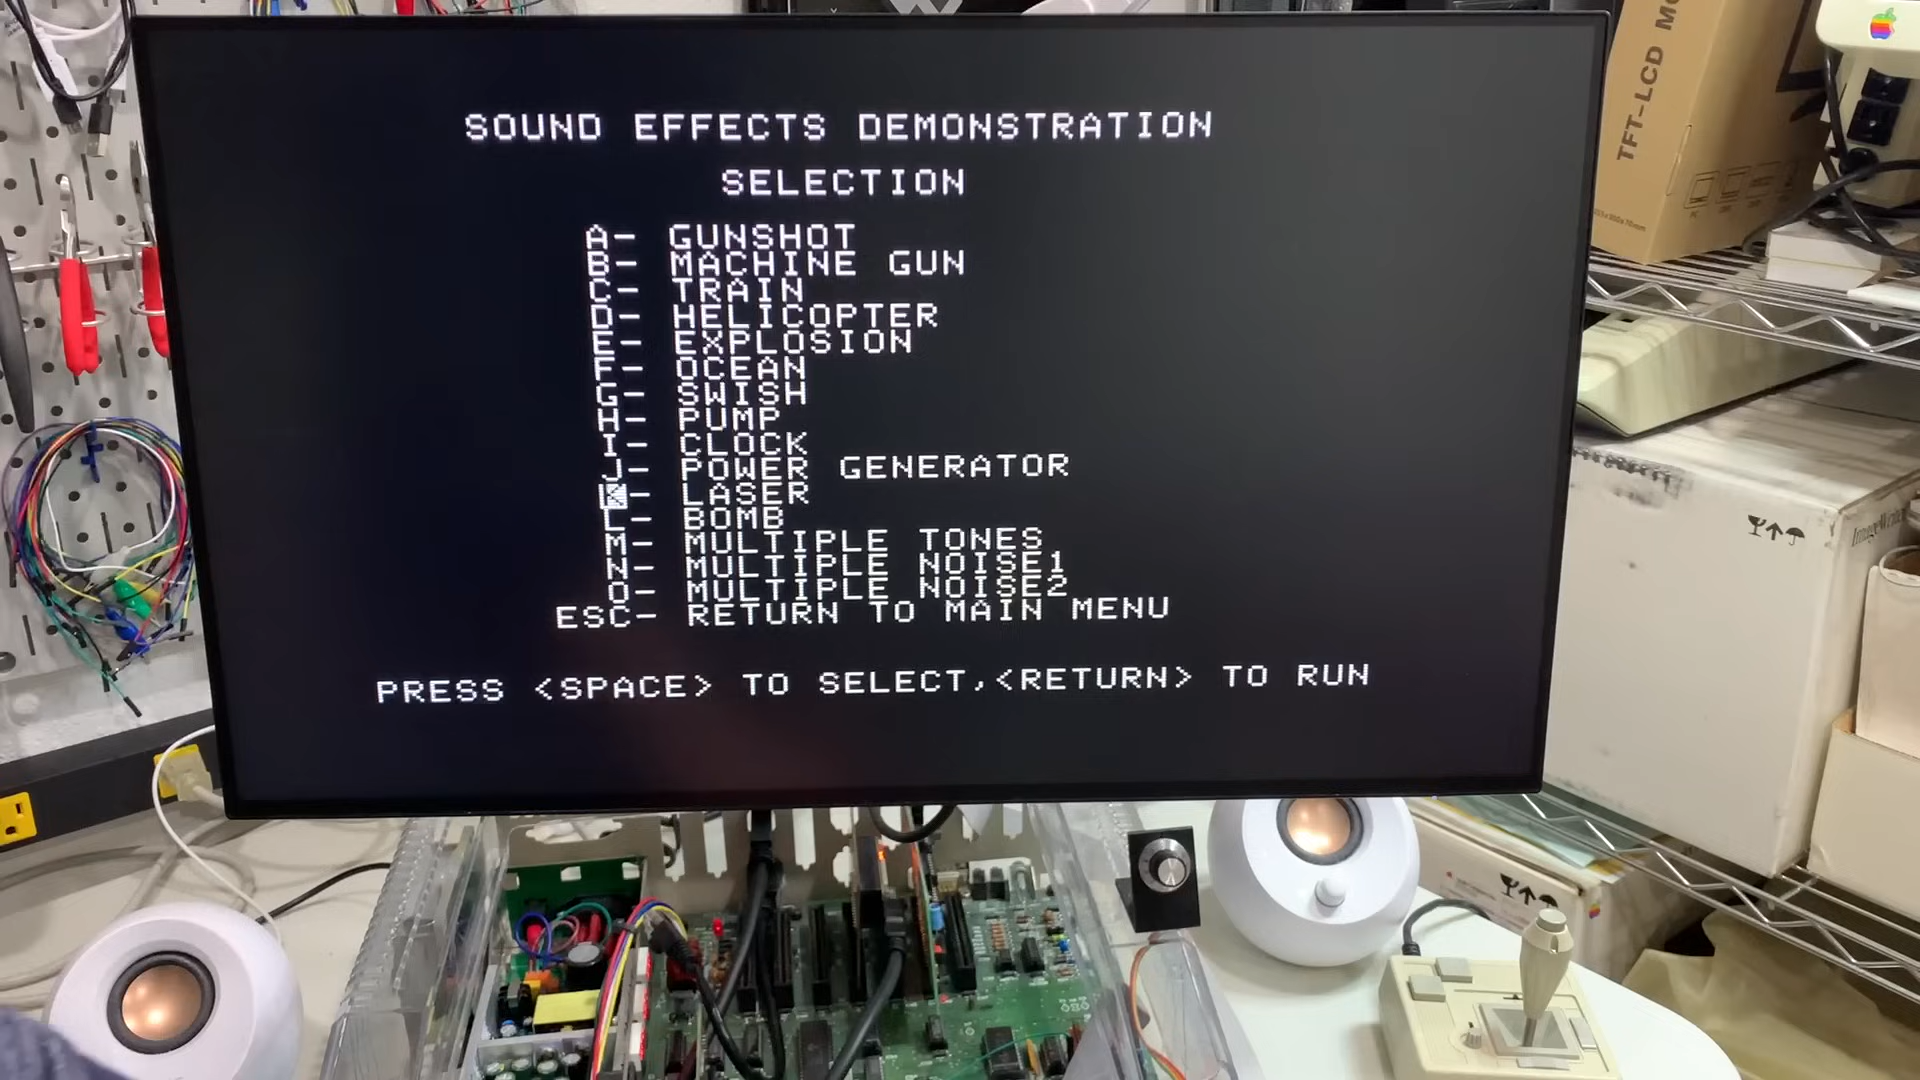 SOUND EFFECTS DEMONSTRATION
SELECTION
A- GUNSHOT
B- MACHINE GUN
C- TRAIN
D- HELICOPTER
E- EXPLOSION
F- OCEAN
G- SWISH
H- PUMP
I- CLOCK
J- POWER GENERATOR
K- LASER
L- BOMB
M- MULTIPLE TONES
N- MULTIPLE NOISE1
O- MULTIPLE NOISE2
ESC- RETURN TO MAIN MENU
PRESS <SPACE> TO SELECT,<RETURN> TO RUN
TFT-LCD